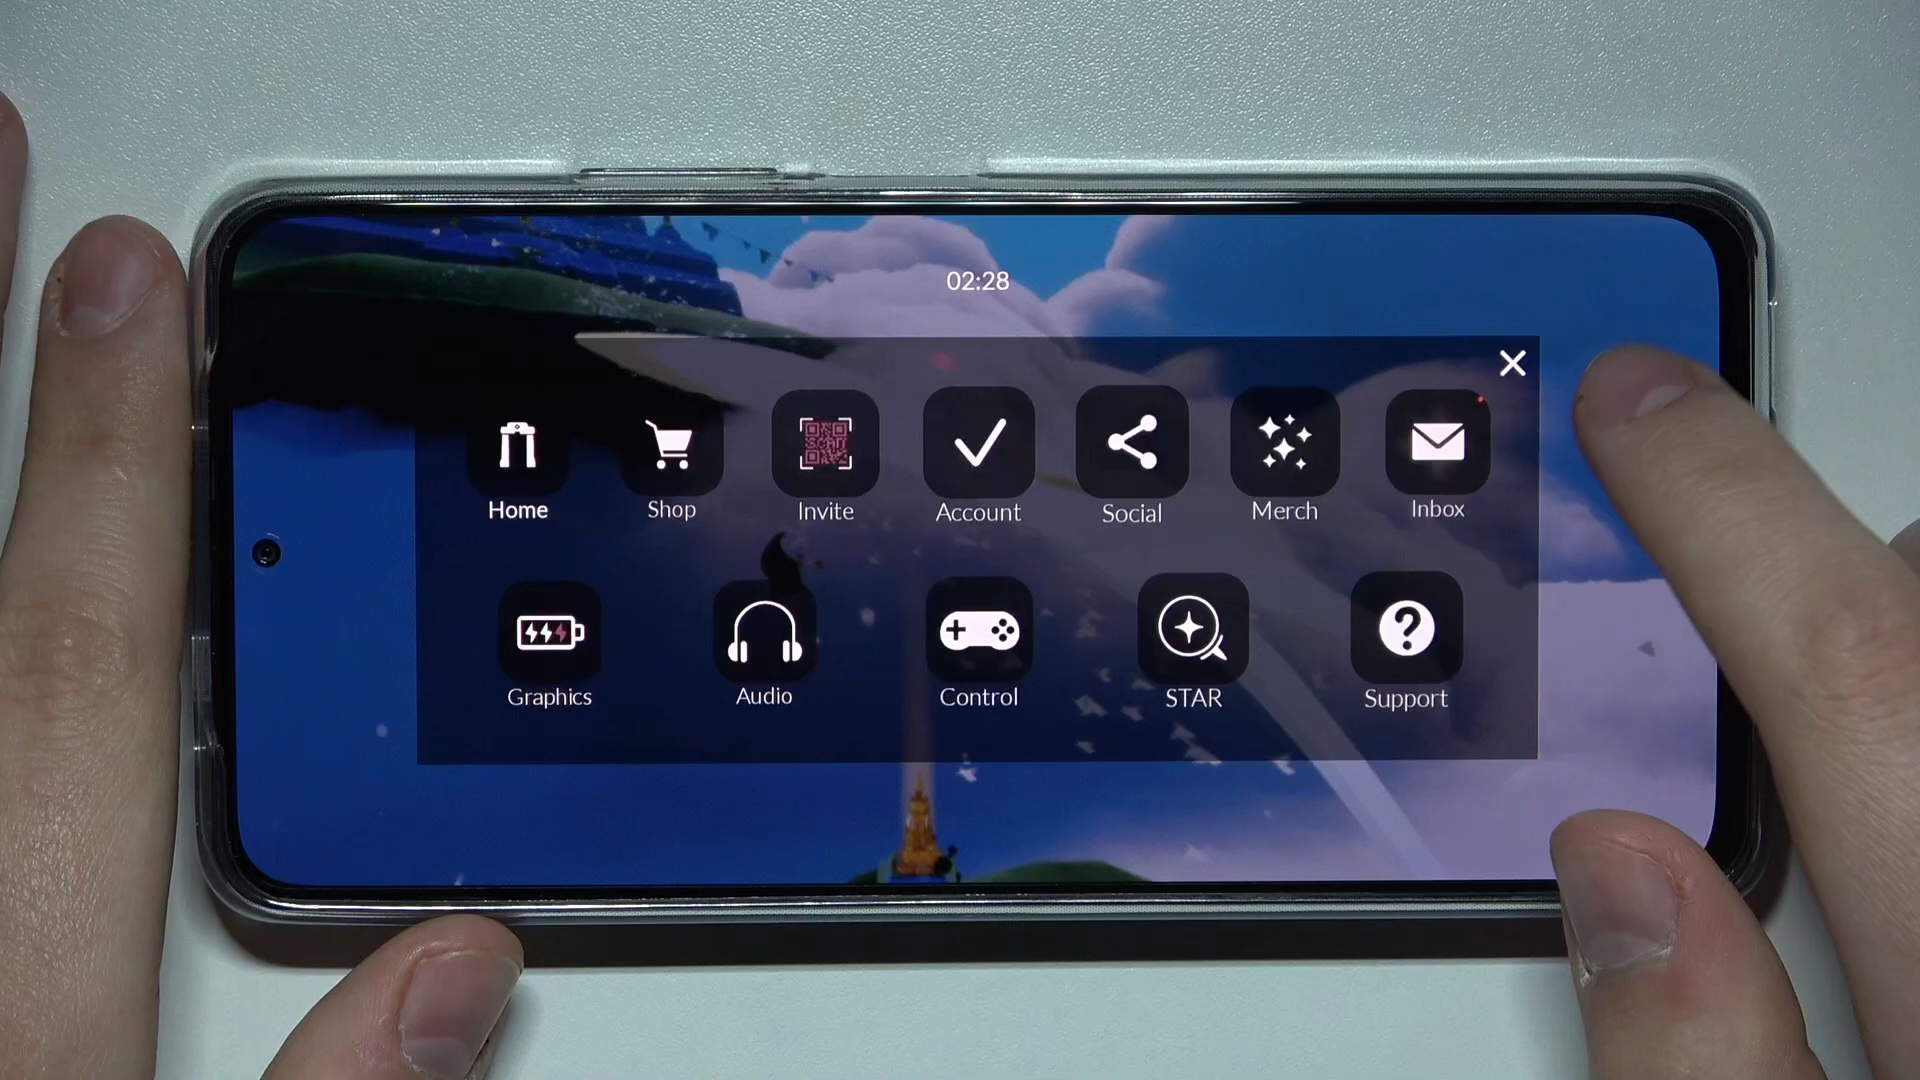 02:28
Home Shop Invite Account Social Merch Inbox
Graphics Audio Control STAR Support